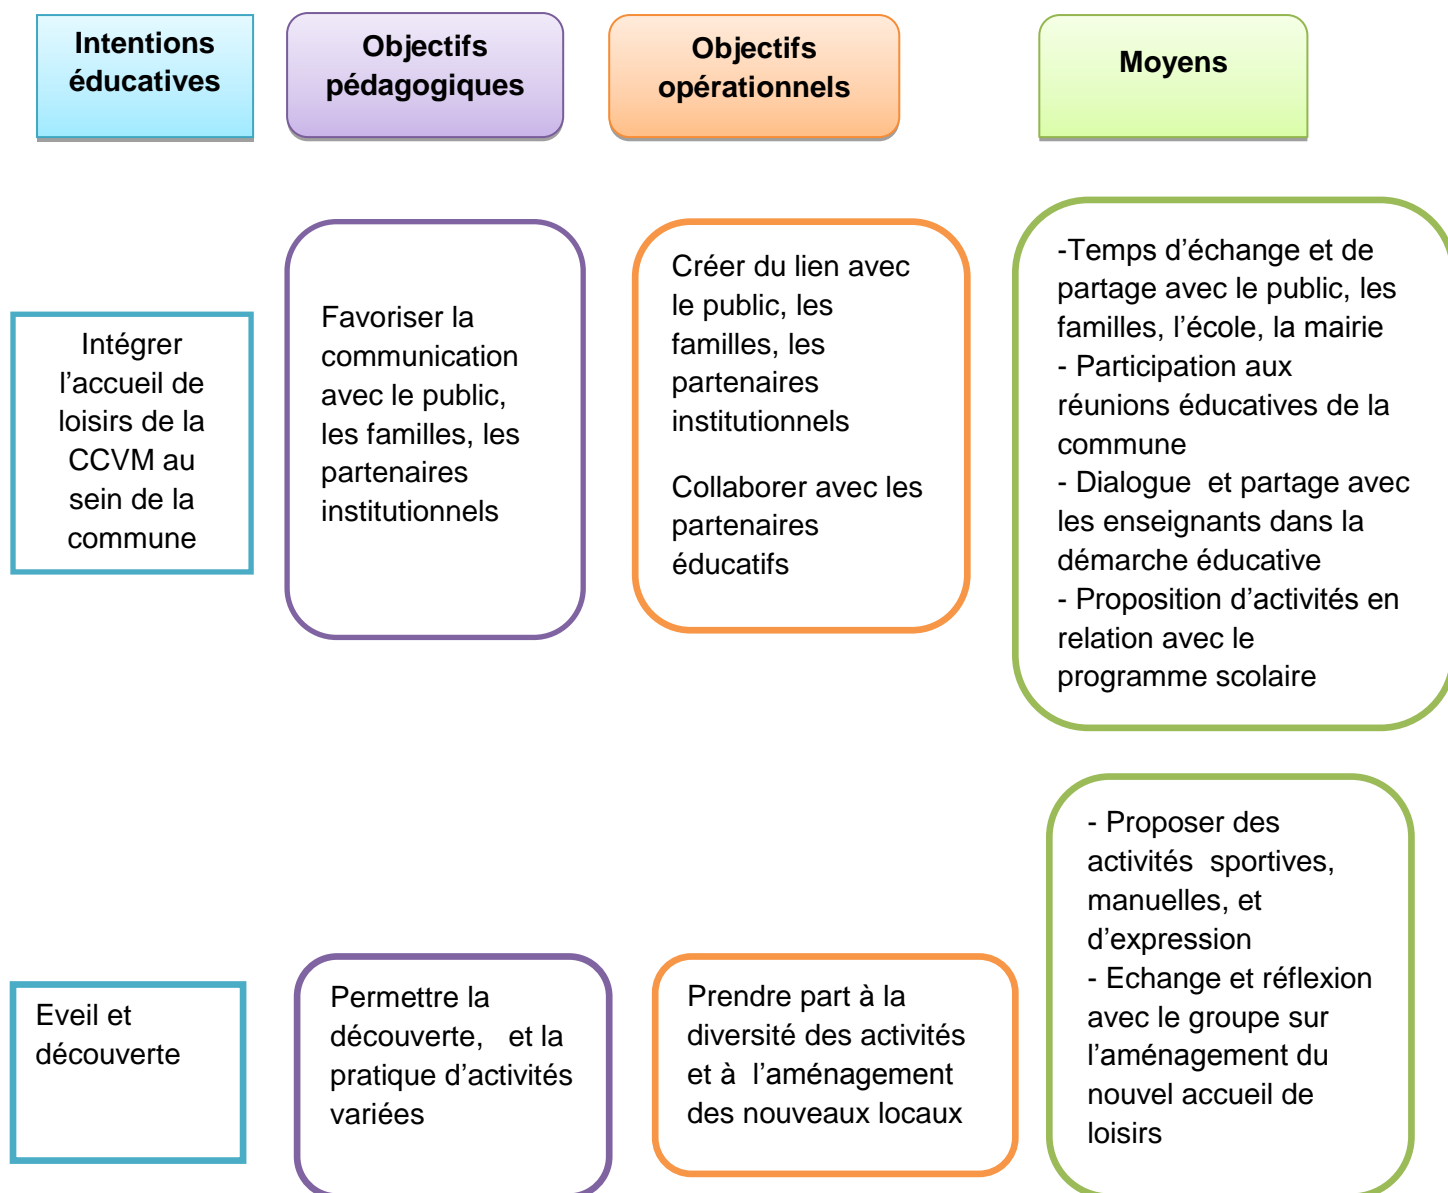 Intentions
éducatives
Objectifs
pédagogiques
Objectifs
opérationnels
Moyens
Intégrer
l’accueil de
loisirs de la
CCVM au
sein de la
commune
Favoriser la
communication
avec le public,
les familles, les
partenaires
institutionnels
Créer du lien avec
le public, les
familles, les
partenaires
institutionnels
Collaborer avec les
partenaires
éducatifs
-Temps d’échange et de
partage avec le public, les
familles, l’école, la mairie
- Participation aux
réunions éducatives de la
commune
- Dialogue  et partage avec
les enseignants dans la
démarche éducative
- Proposition d’activités en
relation avec le
programme scolaire
Eveil et
découverte
Permettre la
découverte,   et la
pratique d’activités
variées
Prendre part à la
diversité des activités
et à  l’aménagement
des nouveaux locaux
- Proposer des
activités  sportives,
manuelles, et
d’expression
- Echange et réflexion
avec le groupe sur
l’aménagement du
nouvel accueil de
loisirs